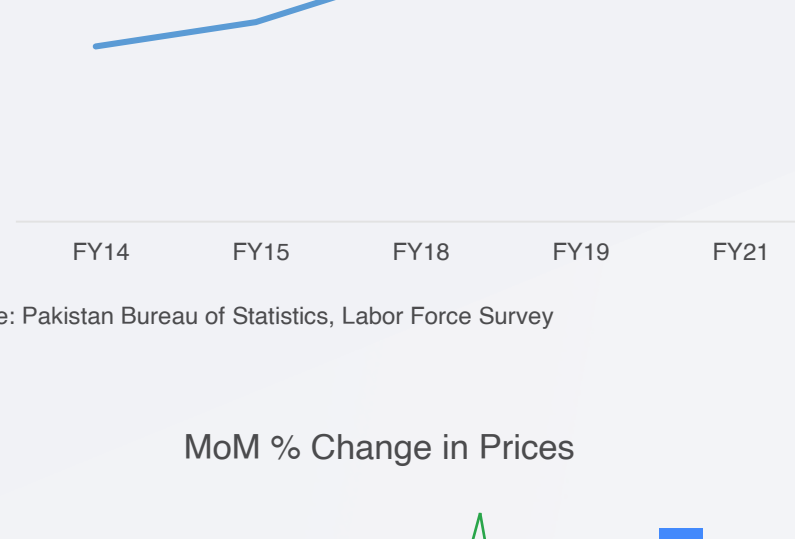 FY14 FY15 FY18 FY19 FY21
e: Pakistan Bureau of Statistics, Labor Force Survey
MoM % Change in Prices